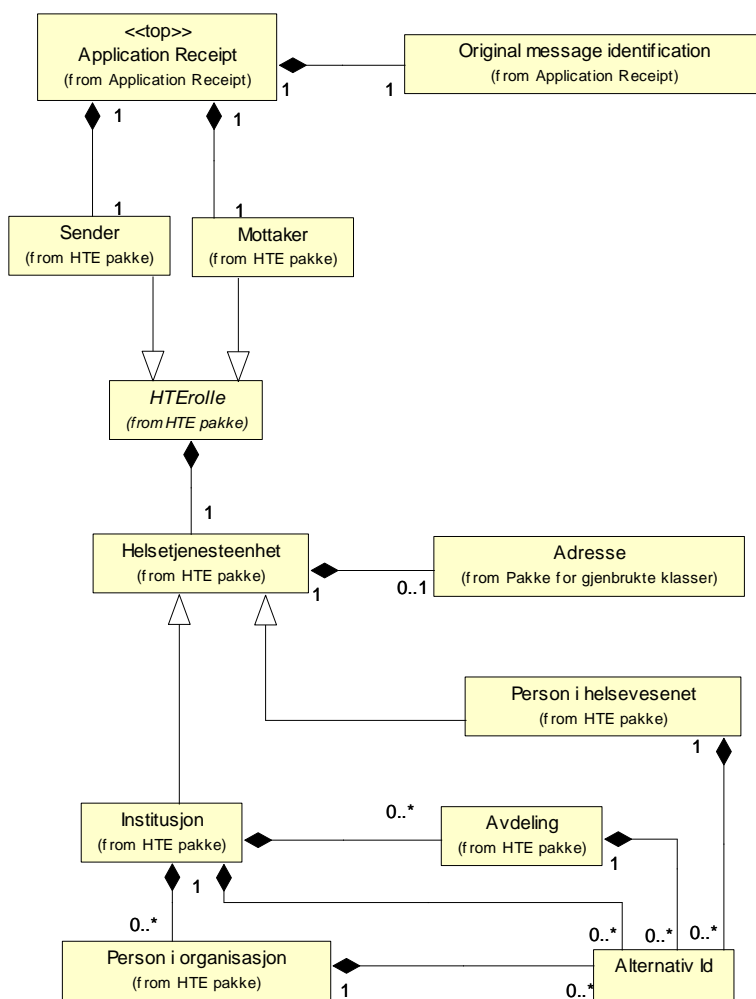 <<top>>
Application Receipt
(from Application Receipt)
Original message identification
(from Application Receipt)
1
1
1
1
1
1
Sender
(from HTE pakke)
Mottaker
(from HTE pakke)
HTErolle
(from HTE pakke)
1
Helsetjenesteenhet
(from HTE pakke)
Adresse
(from Pakke for gjenbrukte klasser)
1
0..1
Person i helsevesenet
(from HTE pakke)
1
Institusjon
(from HTE pakke)
0..*
Avdeling
(from HTE pakke)
1
1
0..*
0..*
0..*
0..*
Person i organisasjon
(from HTE pakke)
1
0..*
Alternativ Id